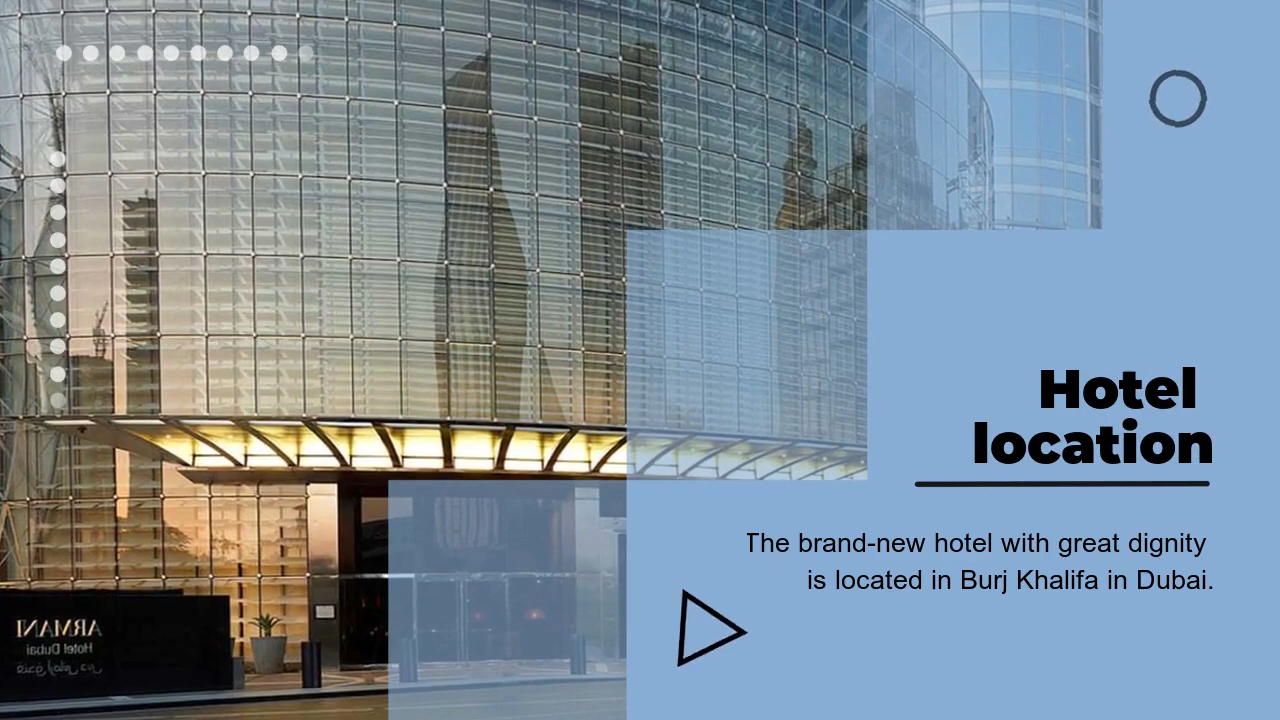 Hotel
location
The brand-new hotel with great dignity
is located in Burj Khalifa in Dubai.
ARMANI
Hotel Dubai